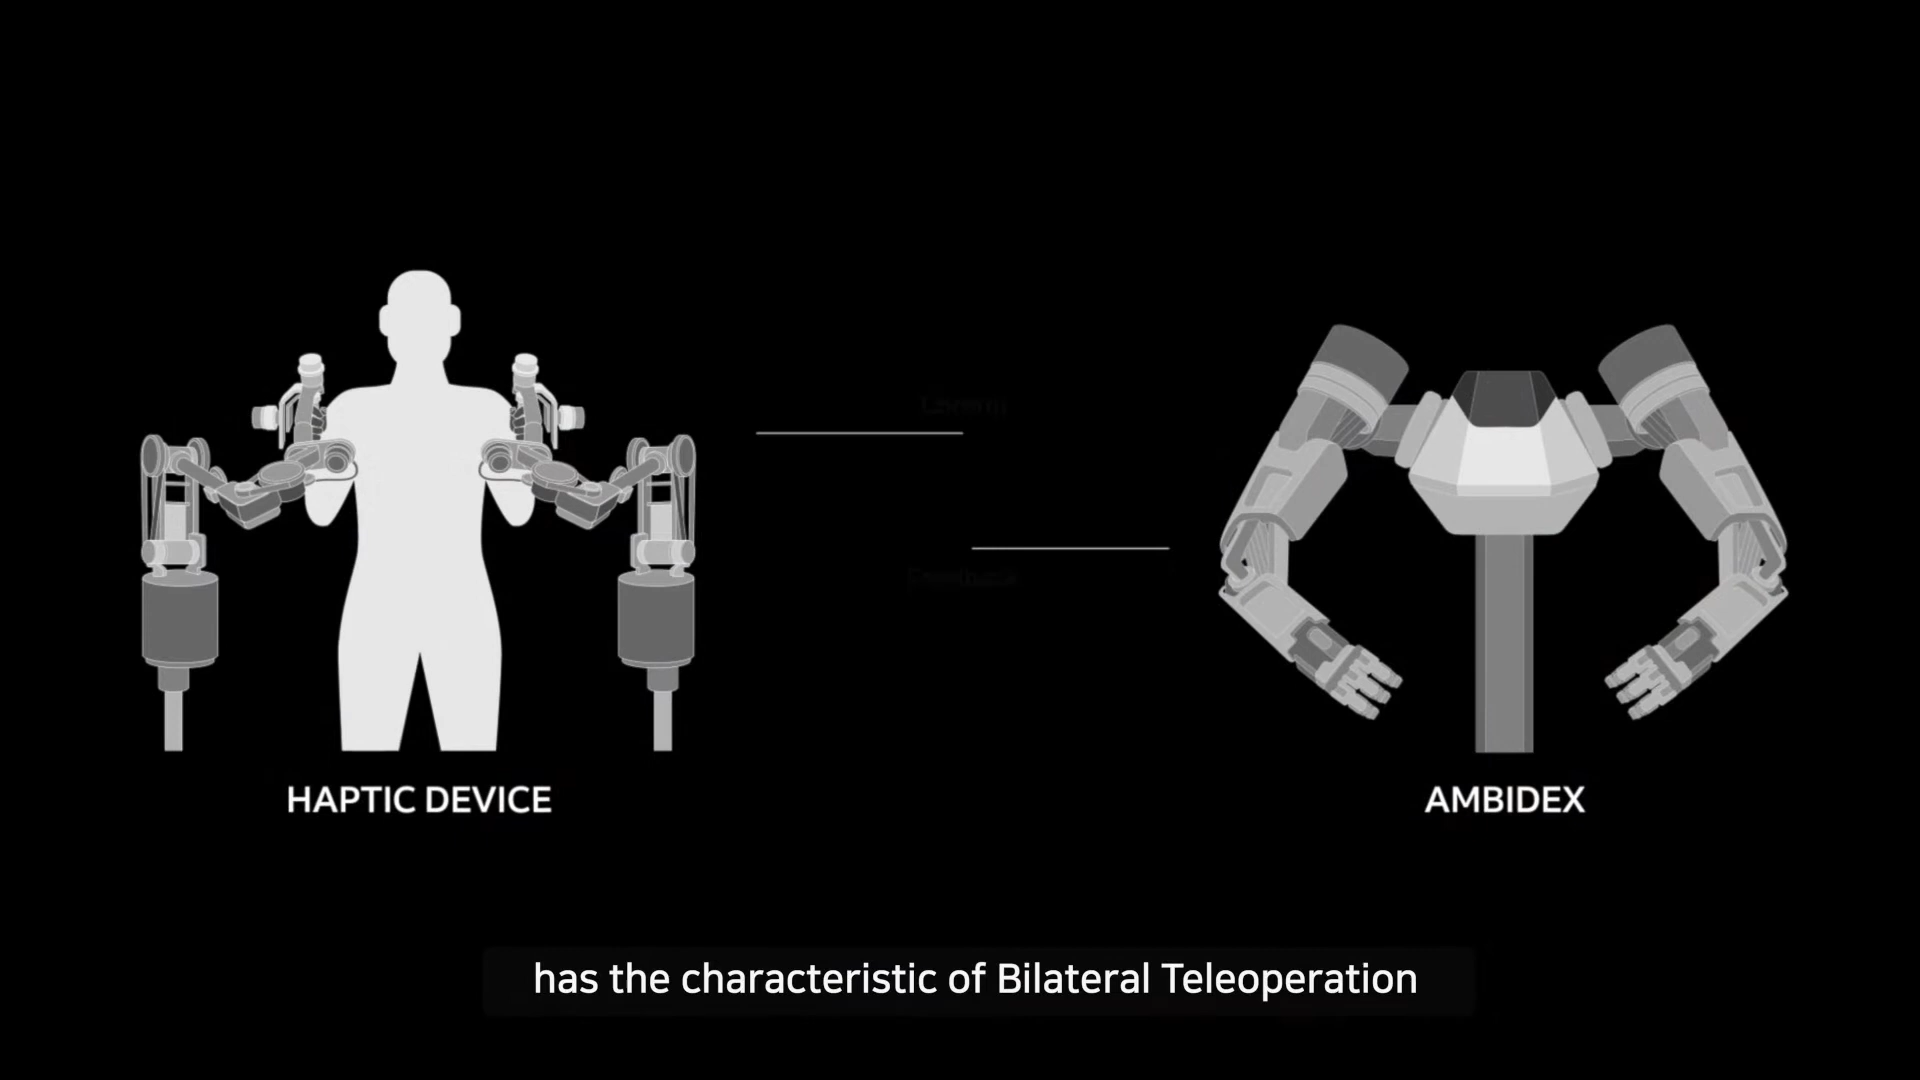 HAPTIC DEVICE
AMBIDEX
has the characteristic of Bilateral Teleoperation